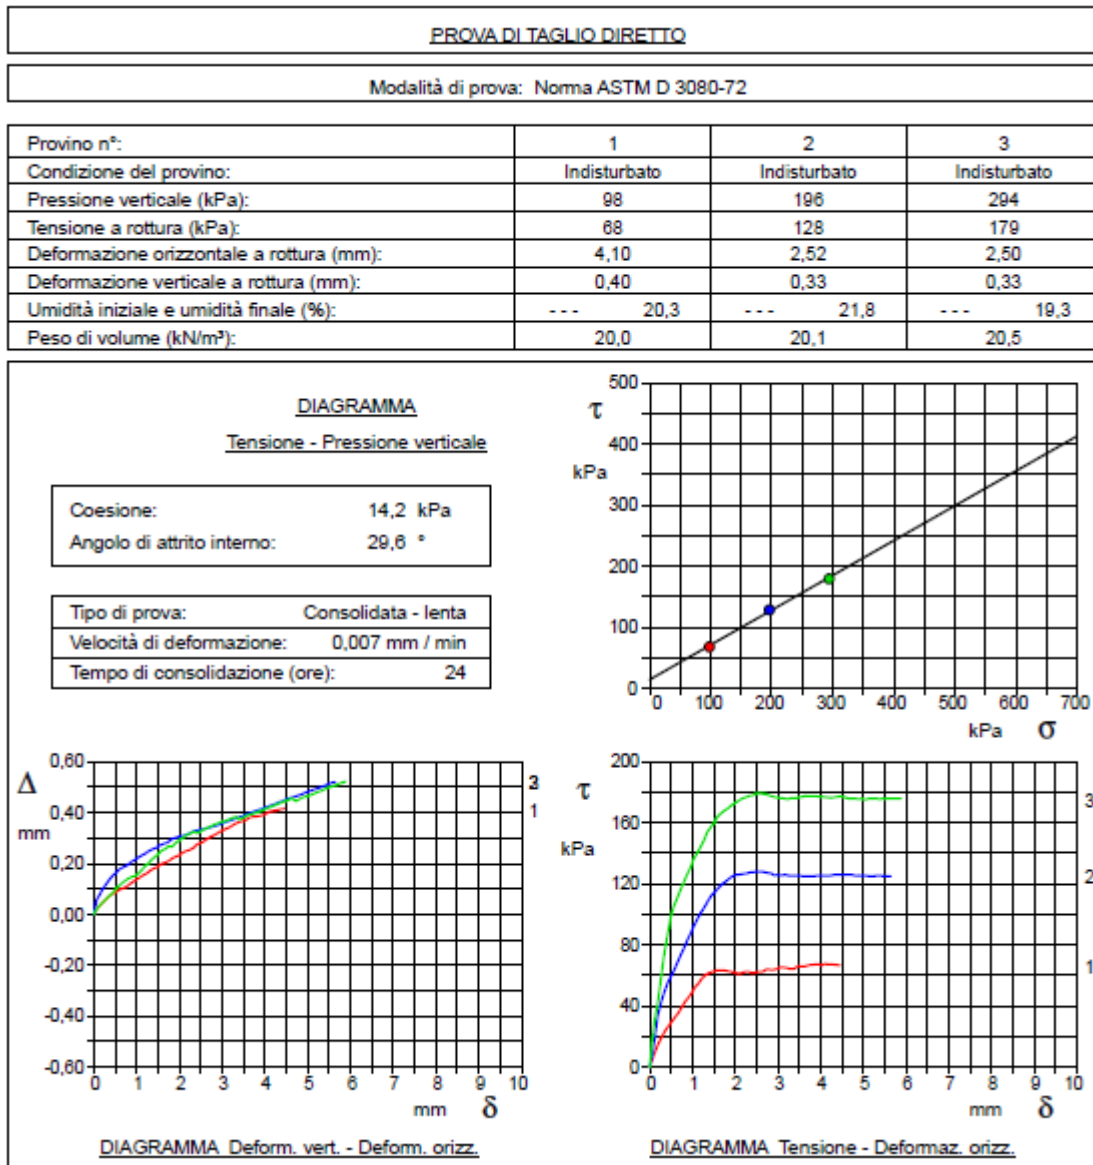 PROVA DI TAGLIO DIRETTO
Modalità di prova: Norma ASTM D 3080-72
Provino n°: 1 2 3
Condizione del provino: Indisturbato Indisturbato Indisturbato
Pressione verticale (kPa): 98 196 294
Tensione a rottura (kPa): 68 128 179
Deformazione orizzontale a rottura (mm): 4,10 2,52 2,50
Deformazione verticale a rottura (mm): 0,40 0,33 0,33
Umidità iniziale e umidità finale (%): --- 20,3 --- 21,8 --- 19,3
Peso di volume (kN/m³): 20,0 20,1 20,5
DIAGRAMMA
Tensione - Pressione verticale
Coesione: 14,2 kPa
Angolo di attrito interno: 29,6 °
Tipo di prova: Consolidata - lenta
Velocità di deformazione: 0,007 mm / min
Tempo di consolidazione (ore): 24
500
τ
400
kPa
300
200
100
0
0 100 200 300 400 500 600 700
kPa σ
0,60
Δ
mm
0,40
0,20
0,00
-0,20
-0,40
-0,60
0 1 2 3 4 5 6 7 8 9 10
mm δ
1
DIAGRAMMA Deform. vert. - Deform. orizz.
200
τ
160
kPa
120
80
40
0
0 1 2 3 4 5 6 7 8 9 10
mm δ
3
2
1
DIAGRAMMA Tensione - Deformaz. orizz.